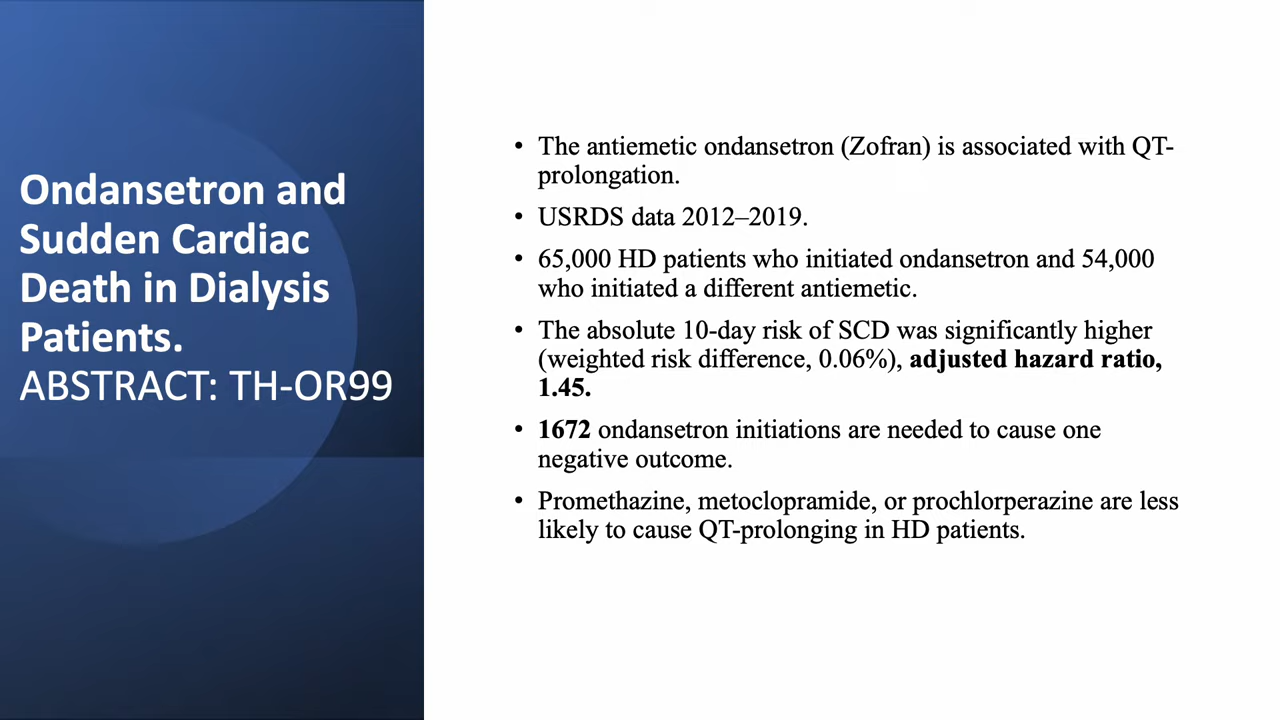 Ondansetron and
Sudden Cardiac
Death in Dialysis
Patients.
ABSTRACT: TH-OR99
• The antiemetic ondansetron (Zofran) is associated with QT-
prolongation.
• USRDS data 2012–2019.
• 65,000 HD patients who initiated ondansetron and 54,000
who initiated a different antiemetic.
• The absolute 10-day risk of SCD was significantly higher
(weighted risk difference, 0.06%), adjusted hazard ratio,
1.45.
• 1672 ondansetron initiations are needed to cause one
negative outcome.
• Promethazine, metoclopramide, or prochlorperazine are less
likely to cause QT-prolonging in HD patients.